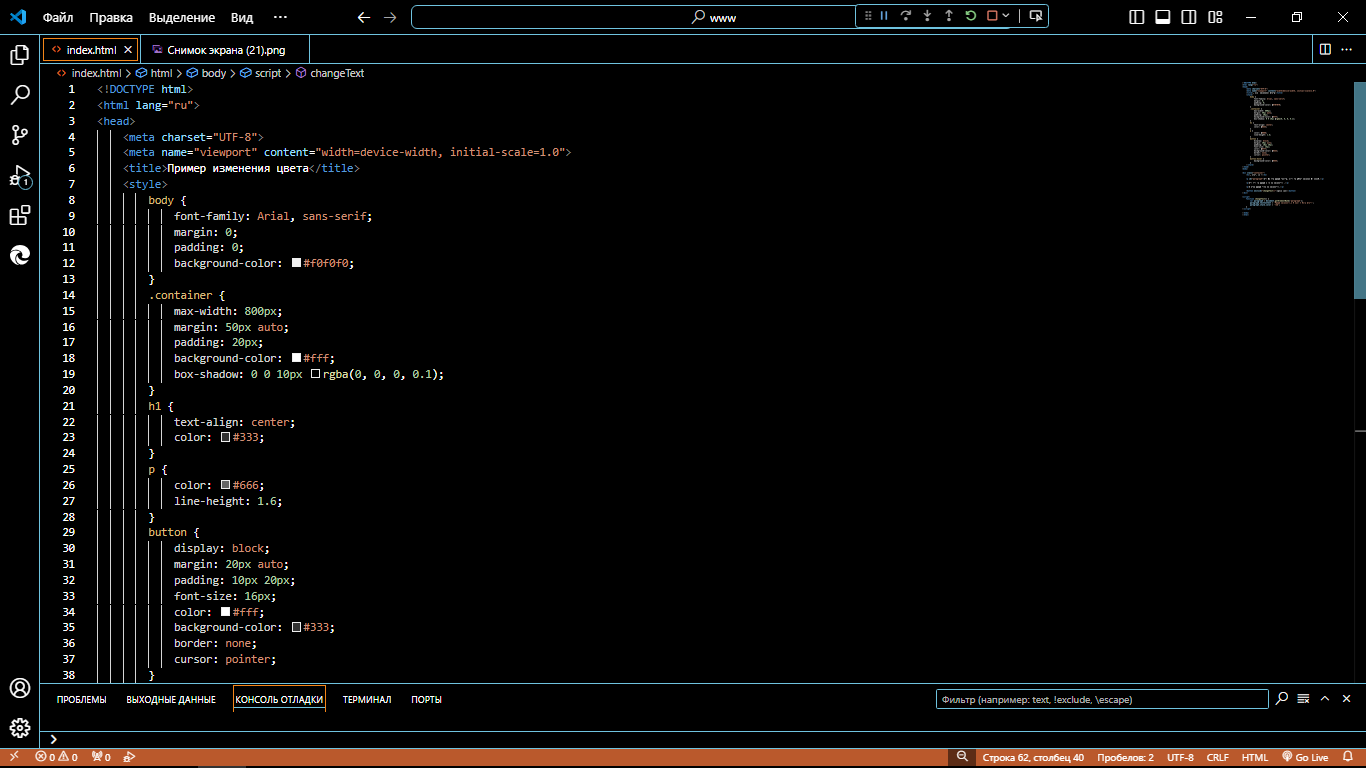 Файл Правка Выделение Вид ··· www
index.html Снимок экрана (21).png
index.html > html > body > script > changeText
1 <!DOCTYPE html>
2 <html lang="ru">
3 <head>
4 <meta charset="UTF-8">
5 <meta name="viewport" content="width=device-width, initial-scale=1.0">
6 <title>Пример изменения цвета</title>
7 <style>
8 body {
9 font-family: Arial, sans-serif;
10 margin: 0;
11 padding: 0;
12 background-color: #f0f0f0;
13 }
14 .container {
15 max-width: 800px;
16 margin: 50px auto;
17 padding: 20px;
18 background-color: #fff;
19 box-shadow: 0 0 10px rgba(0, 0, 0, 0.1);
20 }
21 h1 {
22 text-align: center;
23 color: #333;
24 }
25 p {
26 color: #666;
27 line-height: 1.6;
28 }
29 button {
30 display: block;
31 margin: 20px auto;
32 padding: 10px 20px;
33 font-size: 16px;
34 color: #fff;
35 background-color: #333;
36 border: none;
37 cursor: pointer;
38 }
1
ПРОБЛЕМЫ ВЫХОДНЫЕ ДАННЫЕ КОНСОЛЬ ОТЛАДКИ ТЕРМИНАЛ ПОРТЫ Фильтр (например: text, !exclude, \escape)
0 0 0 Строка 62, столбец 40 Пробелов: 2 UTF-8 CRLF HTML Go Live